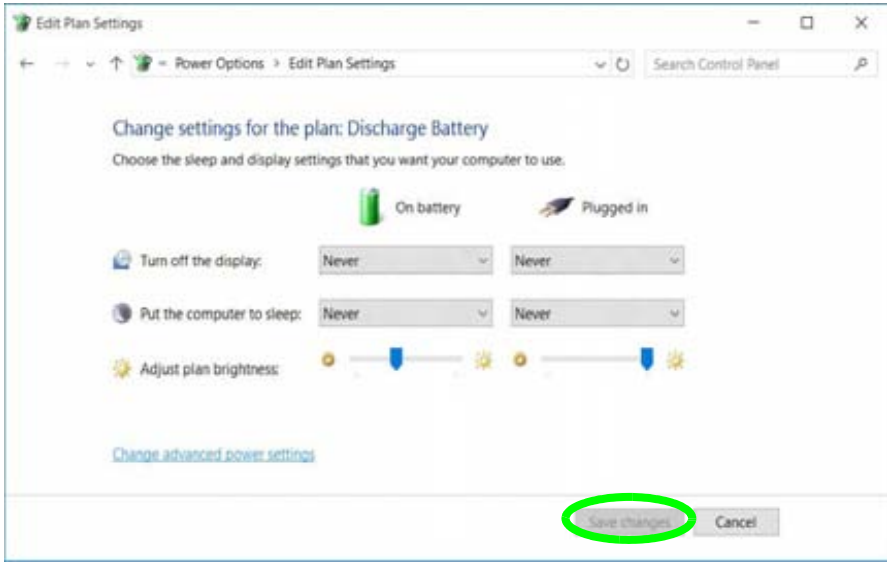 Edit Plan Settings
Power Options > Edit Plan Settings
Search Control Panel
Change settings for the plan: Discharge Battery
Choose the sleep and display settings that you want your computer to use.
On battery
Plugged in
Turn off the display: Never Never
Put the computer to sleep: Never Never
Adjust plan brightness:
Change advanced power settings
Save changes Cancel